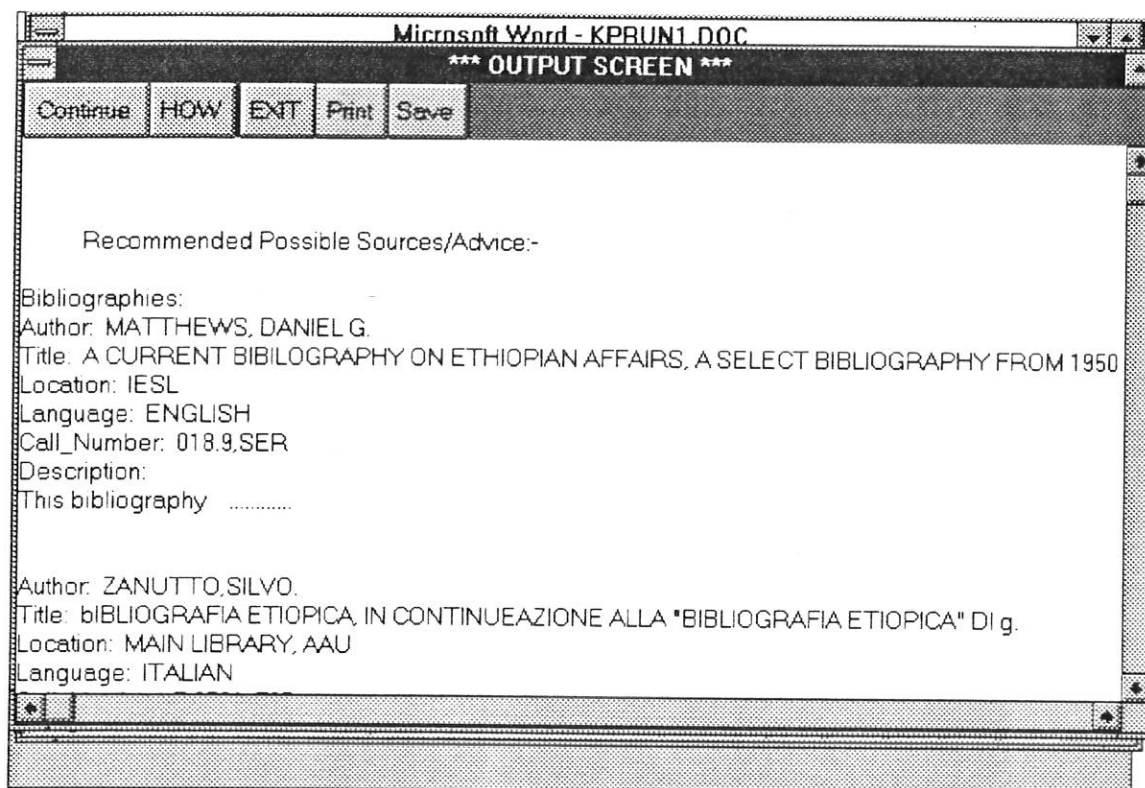 Microsoft Word - KPRUN1.DOC
*** OUTPUT SCREEN ***
Continue HOW EXIT Print Save
Recommended Possible Sources/Advice:-
Bibliographies:
Author: MATTHEWS, DANIEL G.
Title: A CURRENT BIBILOGRAPHY ON ETHIOPIAN AFFAIRS, A SELECT BIBLIOGRAPHY FROM 1950
Location: IESL
Language: ENGLISH
Call_Number: 018.9,SER
Description:
This bibliography ............
Author: ZANUTTO,SILVO.
Title: bIBLIOGRAFIA ETIOPICA, IN CONTINUEAZIONE ALLA "BIBLIOGRAFIA ETIOPICA" DI g.
Location: MAIN LIBRARY, AAU
Language: ITALIAN